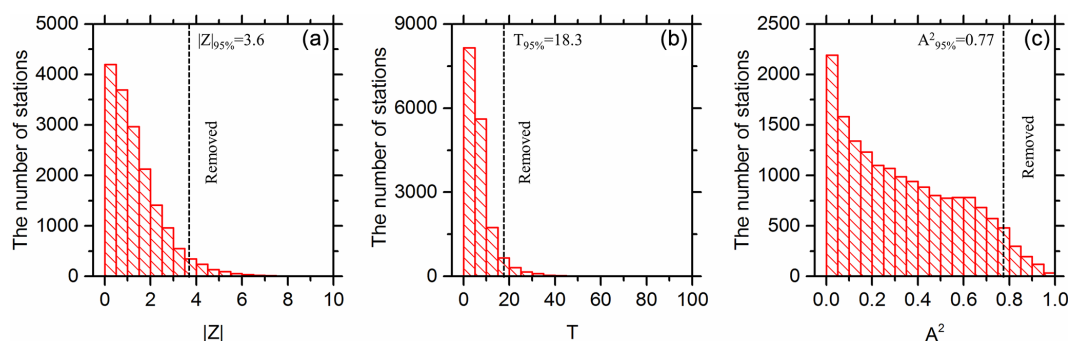 |Z|95%=3.6 (a)
The number of stations
5000
4000
3000
2000
1000
0
Removed
0 2 4 6 8 10
|Z|
T95%=18.3 (b)
The number of stations
9000
6000
3000
0
Removed
0 20 40 60 80 100
T
A²95%=0.77 (c)
The number of stations
2500
2000
1500
1000
500
0
Removed
0.0 0.2 0.4 0.6 0.8 1.0
A²